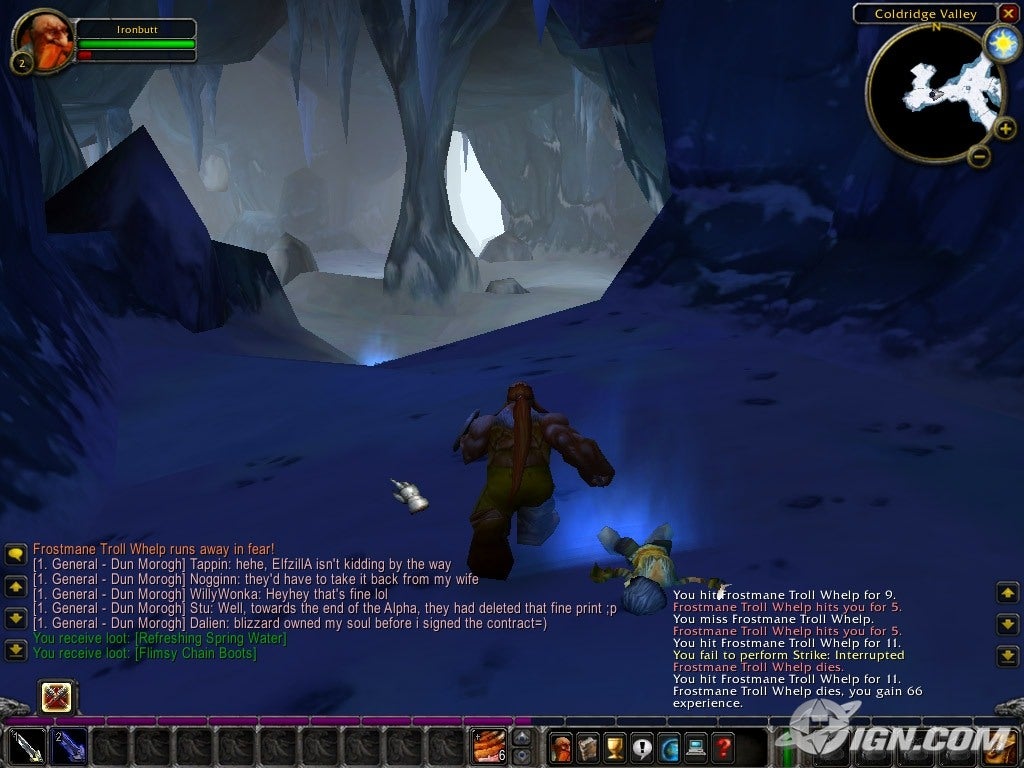 Ironbutt
2
Coldridge Valley
N
Frostmane Troll Whelp runs away in fear!
[1. General - Dun Morogh] Tappin: hehe, ElfzillA isn't kidding by the way
[1. General - Dun Morogh] Nogginn: they'd have to take it back from my wife
[1. General - Dun Morogh] WillyWonka: Heyhey that's fine lol
[1. General - Dun Morogh] Stu: Well, towards the end of the Alpha, they had deleted that fine print ;p
[1. General - Dun Morogh] Dalien: blizzard owned my soul before i signed the contract=)
You receive loot: [Refreshing Spring Water]
You receive loot: [Flimsy Chain Boots]
You hit Frostmane Troll Whelp for 9.
Frostmane Troll Whelp hits you for 5.
You miss Frostmane Troll Whelp.
Frostmane Troll Whelp hits you for 5.
You hit Frostmane Troll Whelp for 11.
You fail to perform Strike: Interrupted
Frostmane Troll Whelp dies.
You hit Frostmane Troll Whelp for 11.
Frostmane Troll Whelp dies, you gain 66
experience.
1
2
6
IGN.COM